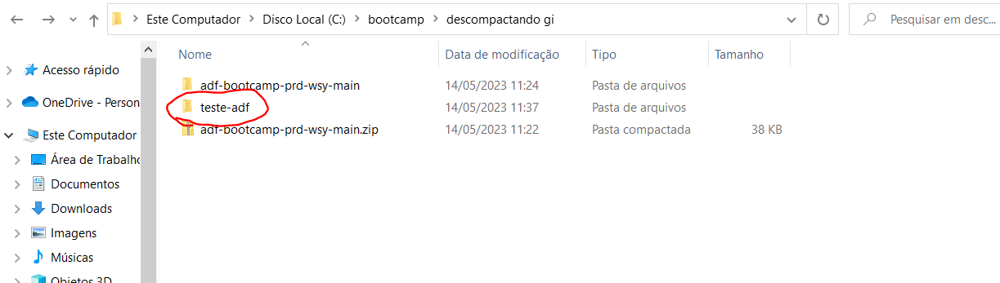 Este Computador Disco Local (C:) bootcamp descompactando gi Pesquisar em desc...
Nome Data de modificação Tipo Tamanho
Acesso rápido
OneDrive - Person
Este Computador
Área de Trabalho
Documentos
Downloads
Imagens
Músicas
Objetos 3D
adf-bootcamp-prd-wsy-main 14/05/2023 11:24 Pasta de arquivos
teste-adf 14/05/2023 11:37 Pasta de arquivos
adf-bootcamp-prd-wsy-main.zip 14/05/2023 11:22 Pasta compactada 38 KB